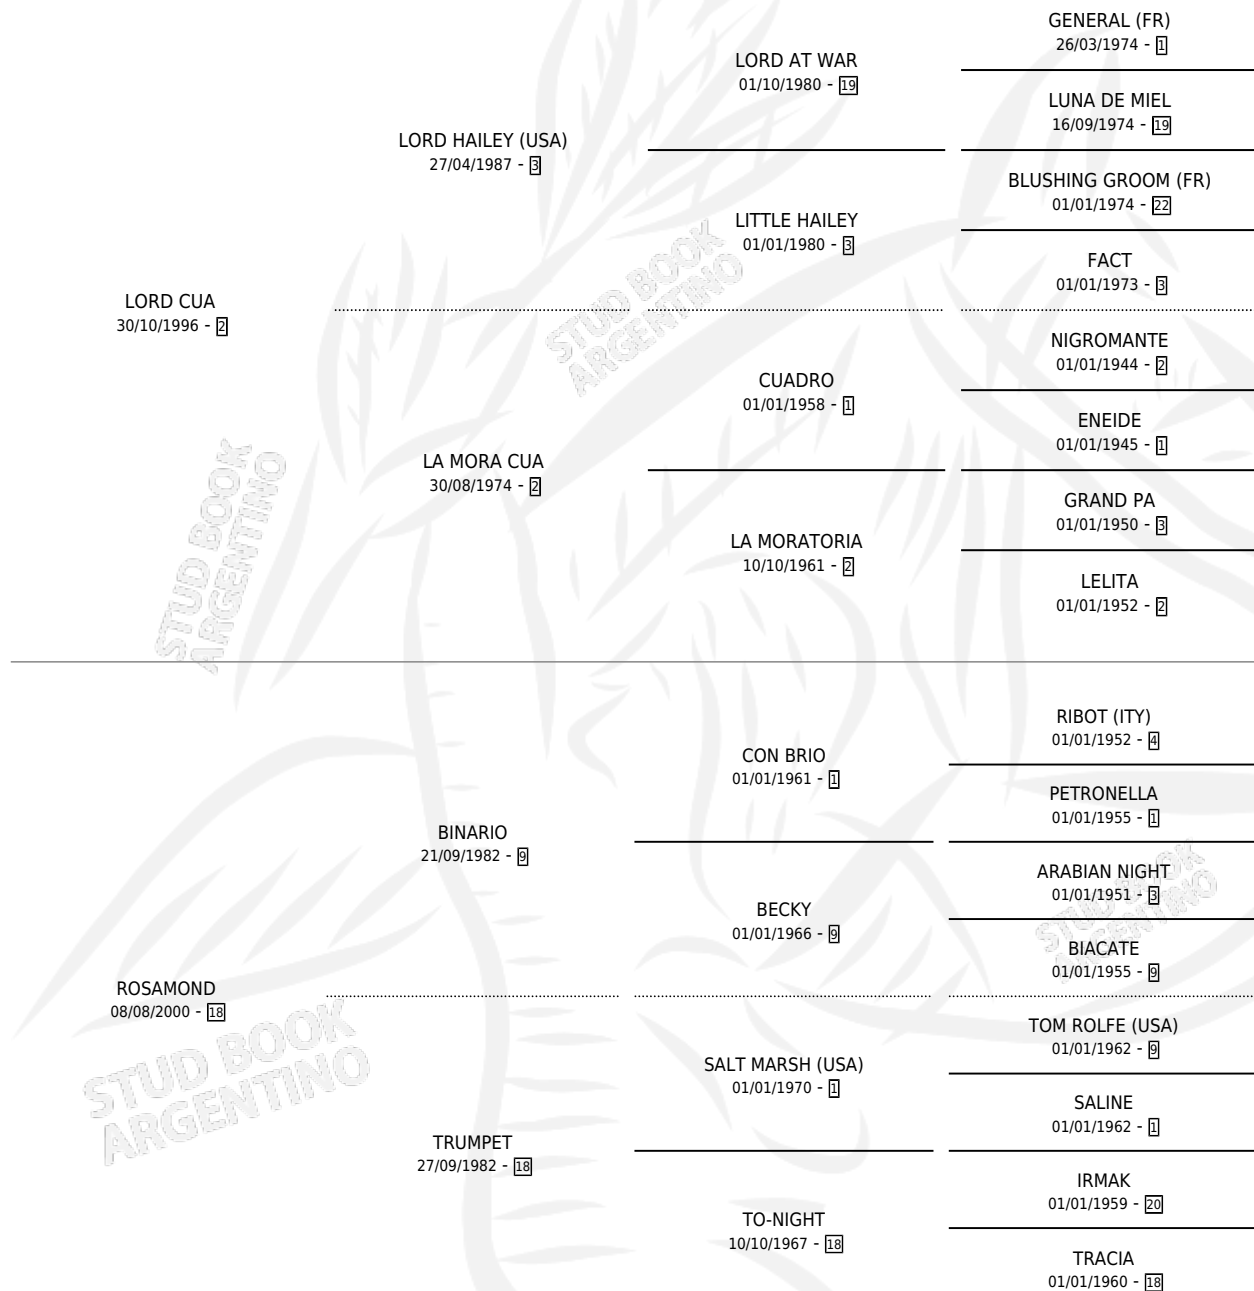 GENERAL (FR)
26/03/1974 - 1
LORD AT WAR
01/10/1980 - 19
LUNA DE MIEL
16/09/1974 - 19
LORD HAILEY (USA)
27/04/1987 - 3
BLUSHING GROOM (FR)
01/01/1974 - 22
LITTLE HAILEY
01/01/1980 - 3
FACT
01/01/1973 - 3
LORD CUA
30/10/1996 - 2
NIGROMANTE
01/01/1944 - 2
CUADRO
01/01/1958 - 1
ENEIDE
01/01/1945 - 1
LA MORA CUA
30/08/1974 - 2
GRAND PA
01/01/1950 - 3
LA MORATORIA
10/10/1961 - 2
LELITA
01/01/1952 - 2
RIBOT (ITY)
01/01/1952 - 4
CON BRIO
01/01/1961 - 1
PETRONELLA
01/01/1955 - 1
BINARIO
21/09/1982 - 9
ARABIAN NIGHT
01/01/1951 - 3
BECKY
01/01/1966 - 9
BIACATE
01/01/1955 - 9
ROSAMOND
08/08/2000 - 18
TOM ROLFE (USA)
01/01/1962 - 9
SALT MARSH (USA)
01/01/1970 - 1
SALINE
01/01/1962 - 1
TRUMPET
27/09/1982 - 18
IRMAK
01/01/1959 - 20
TO-NIGHT
10/10/1967 - 18
TRACIA
01/01/1960 - 18
STUD BOOK
ARGENTINO
STUD BOOK
ARGENTINO
STUD BOOK
ARGENTINO
STUD BOOK
ARGENTINO